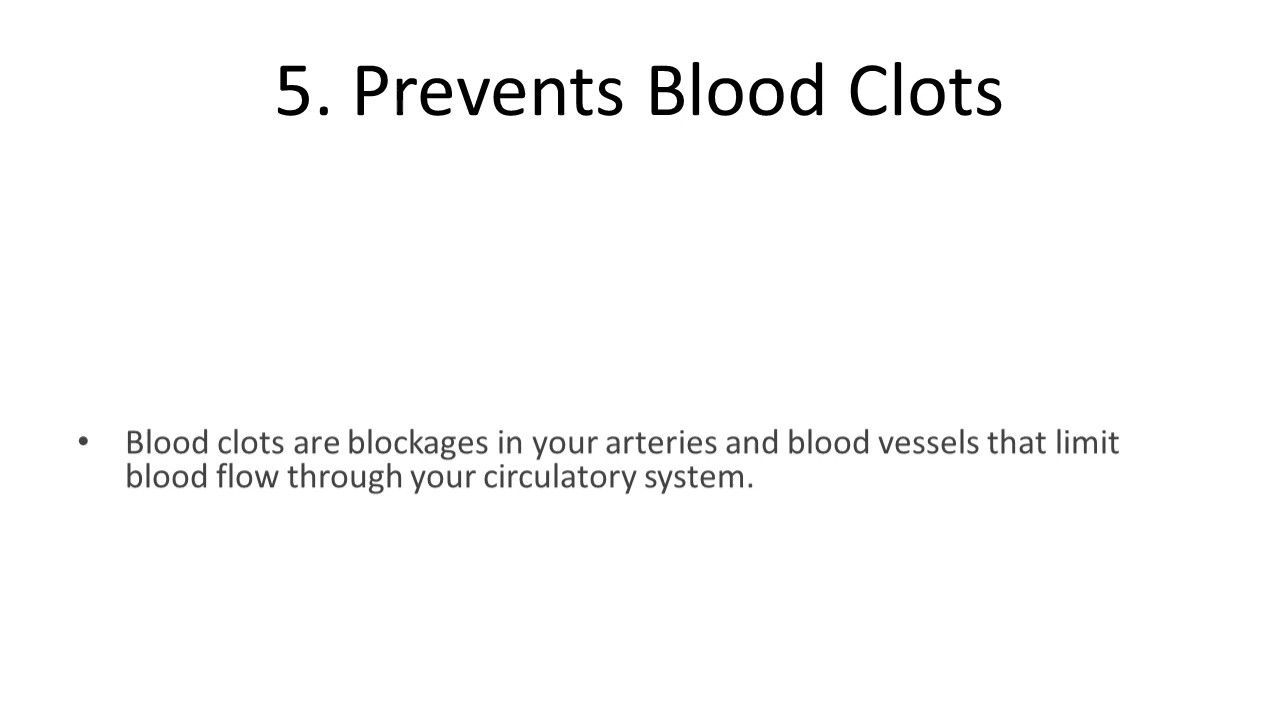 5. Prevents Blood Clots
• Blood clots are blockages in your arteries and blood vessels that limit
blood flow through your circulatory system.